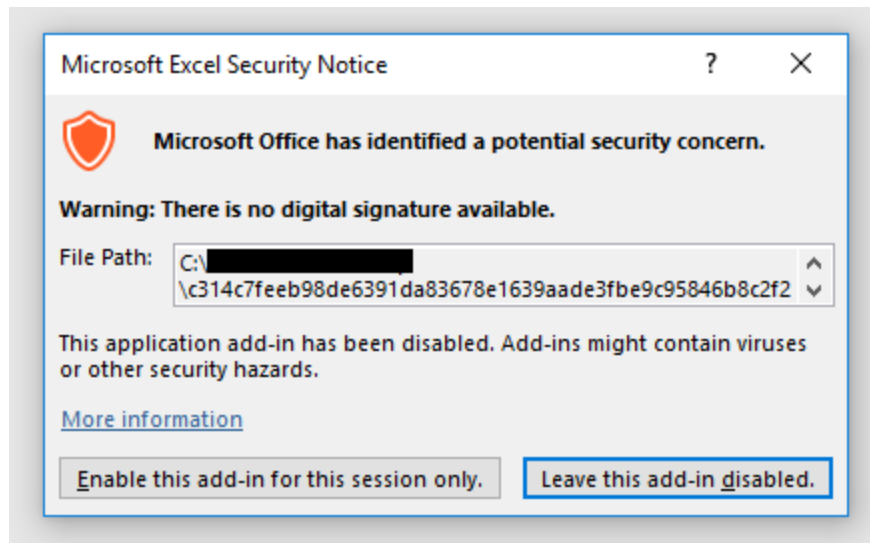 Microsoft Excel Security Notice
Microsoft Office has identified a potential security concern.
Warning: There is no digital signature available.
File Path:
C:\
\c314c7feeb98de6391da83678e1639aade3fbe9c95846b8c2f2
This application add-in has been disabled. Add-ins might contain viruses
or other security hazards.
More information
Enable this add-in for this session only.
Leave this add-in disabled.